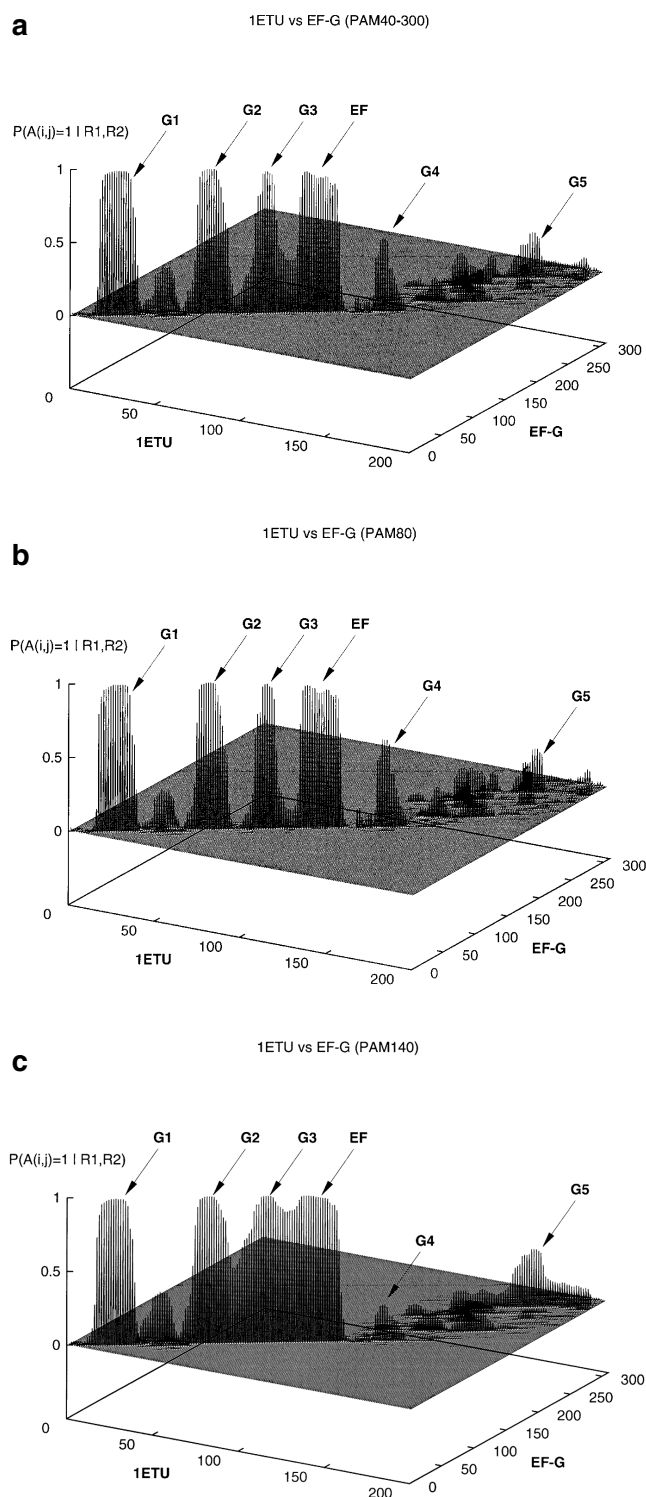 a
1ETU vs EF-G (PAM40-300)
P(A(i,j)=1 | R1,R2)
G1
G2
G3
EF
G4
G5
1
0.5
0
0
50
100
150
200
1ETU
0
50
100
150
200
250
300
EF-G
b
1ETU vs EF-G (PAM80)
P(A(i,j)=1 | R1,R2)
G1
G2
G3
EF
G4
G5
1
0.5
0
0
50
100
150
200
1ETU
0
50
100
150
200
250
300
EF-G
c
1ETU vs EF-G (PAM140)
P(A(i,j)=1 | R1,R2)
G1
G2
G3
EF
G4
G5
1
0.5
0
0
50
100
150
200
1ETU
0
50
100
150
200
250
300
EF-G